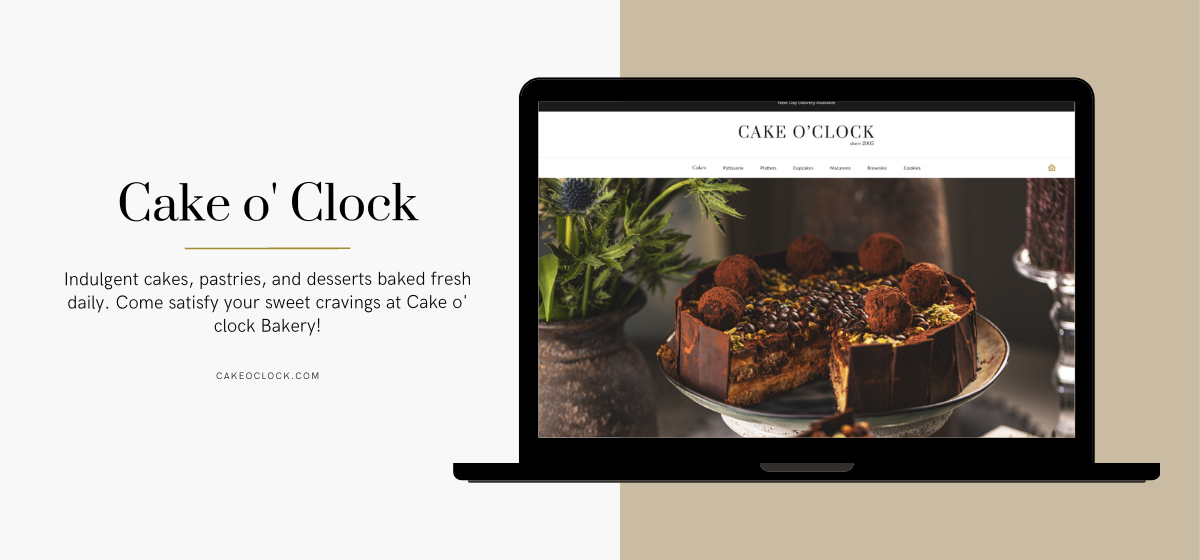 Cake o' Clock
Indulgent cakes, pastries, and desserts baked fresh
daily. Come satisfy your sweet cravings at Cake o'
clock Bakery!
CAKEOCLOCK.COM
Next Day Delivery Available
CAKE O'CLOCK
since 2005
Cakes Patisserie Platters Cupcakes Macarons Brownies Cookies